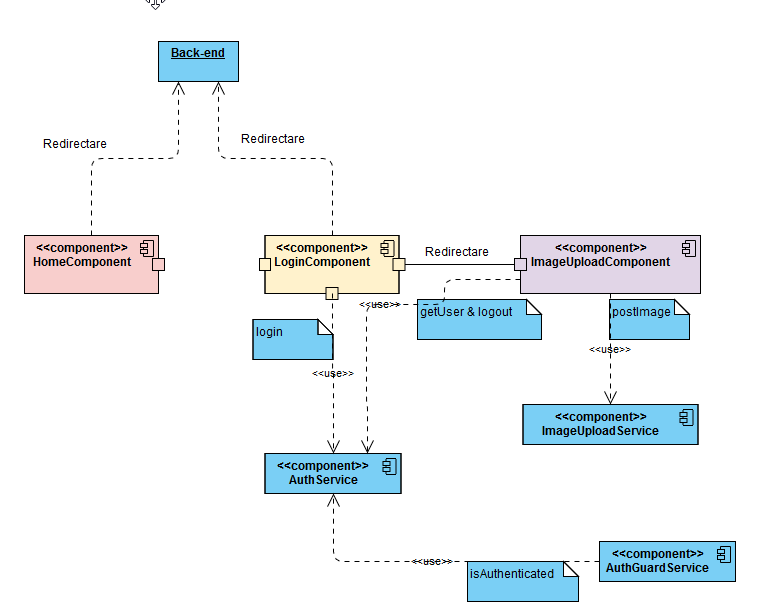 Back-end
Redirectare
Redirectare
<<component>>
HomeComponent
<<component>>
LoginComponent
Redirectare
<<component>>
ImageUploadComponent
<<use>>
getUser & logout
postImage
login
<<use>>
<<use>>
<<component>>
ImageUploadService
<<component>>
AuthService
<<use>>
isAuthenticated
<<component>>
AuthGuardService